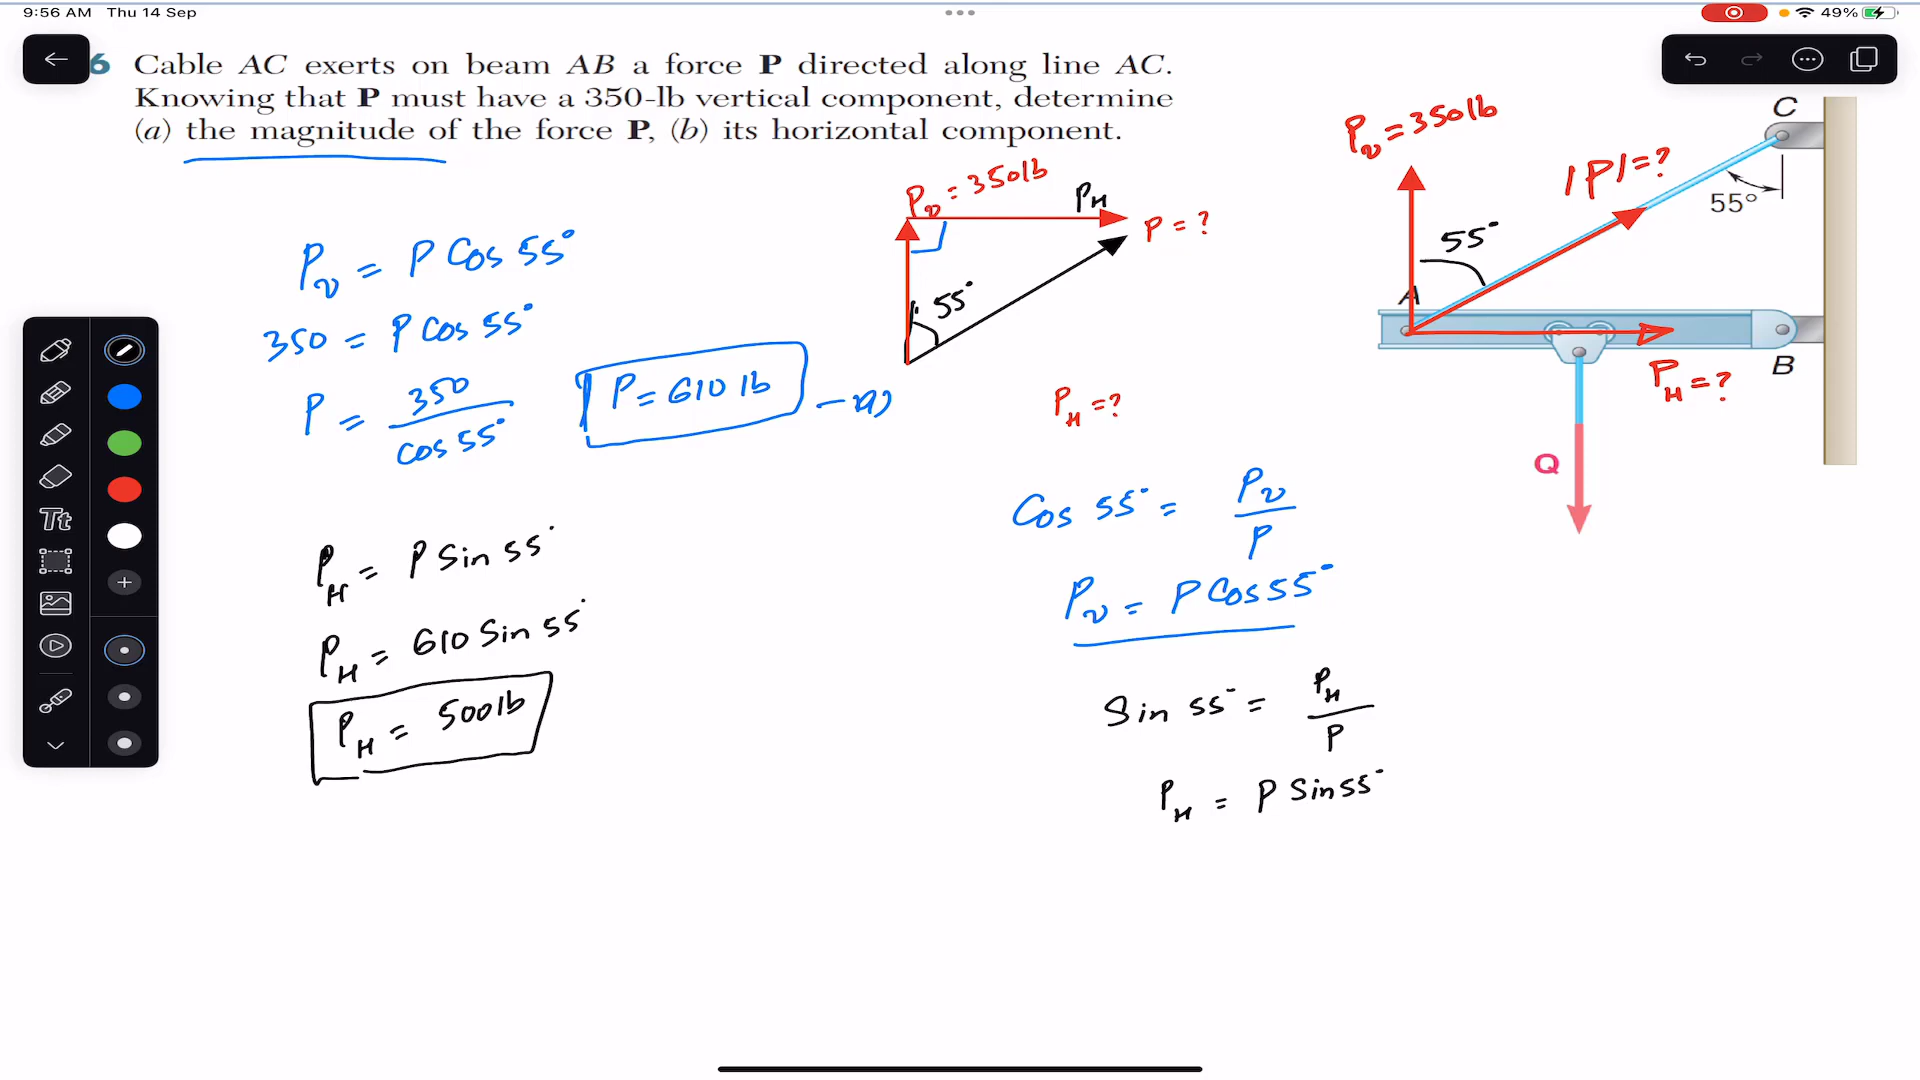 9:56 AM Thu 14 Sep
49%
6 Cable AC exerts on beam AB a force P directed along line AC.
Knowing that P must have a 350-lb vertical component, determine
(a) the magnitude of the force P, (b) its horizontal component.
Pv = P Cos 55°
350 = P Cos 55°
P = 350 / cos 55°
P = 610 lb -(a)
PH = P Sin 55°
PH = 610 Sin 55°
PH = 500 lb
Pv = 350lb
PH
P = ?
55°
PH = ?
Cos 55° = Pv / P
Pv = P Cos 55°
Sin 55° = PH / P
PH = P Sin 55°
Pv = 350lb
|P| = ?
C
55°
55°
A
B
PH = ?
Q
Tt